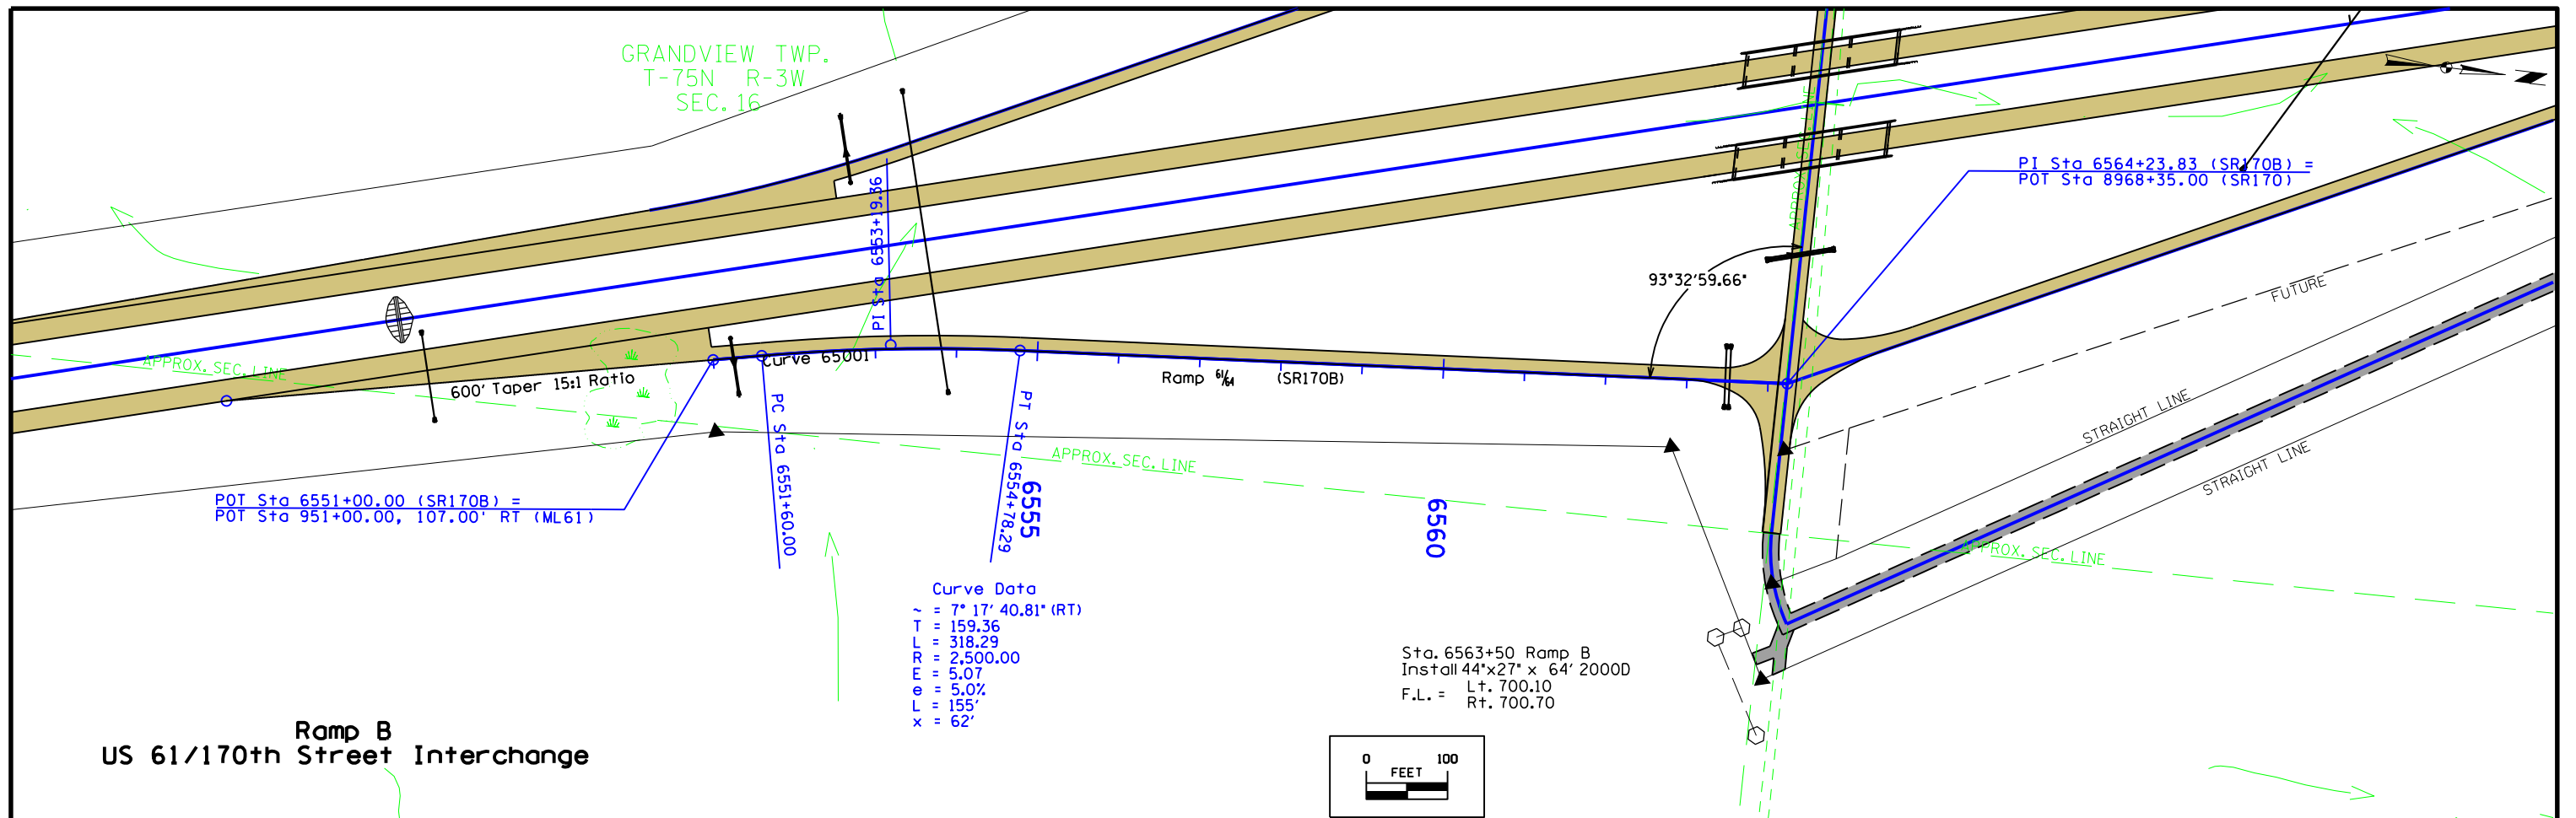 GRANDVIEW TWP.
T-75N R-3W
SEC. 16
PI Sta 6553+19.36
APPROX. SEC. LINE
93°32'59.66"
PI Sta 6564+23.83 (SR170B) =
POT Sta 8968+35.00 (SR170)
FUTURE
APPROX. SEC. LINE
600' Taper 15:1 Ratio
Curve 65001
Ramp 61/64 (SR170B)
STRAIGHT LINE
STRAIGHT LINE
PC Sta 6551+60.00
PT Sta 6554+78.29
6555
6560
APPROX. SEC. LINE
APPROX. SEC. LINE
POT Sta 6551+00.00 (SR170B) =
POT Sta 951+00.00, 107.00' RT (ML61)
Curve Data
~ = 7° 17' 40.81" (RT)
T = 159.36
L = 318.29
R = 2,500.00
E = 5.07
e = 5.0%
L = 155'
x = 62'
Sta. 6563+50 Ramp B
Install 44"x27" x 64' 2000D
F.L. = Lt. 700.10
Rt. 700.70
Ramp B
US 61/170th Street Interchange
0 100
FEET